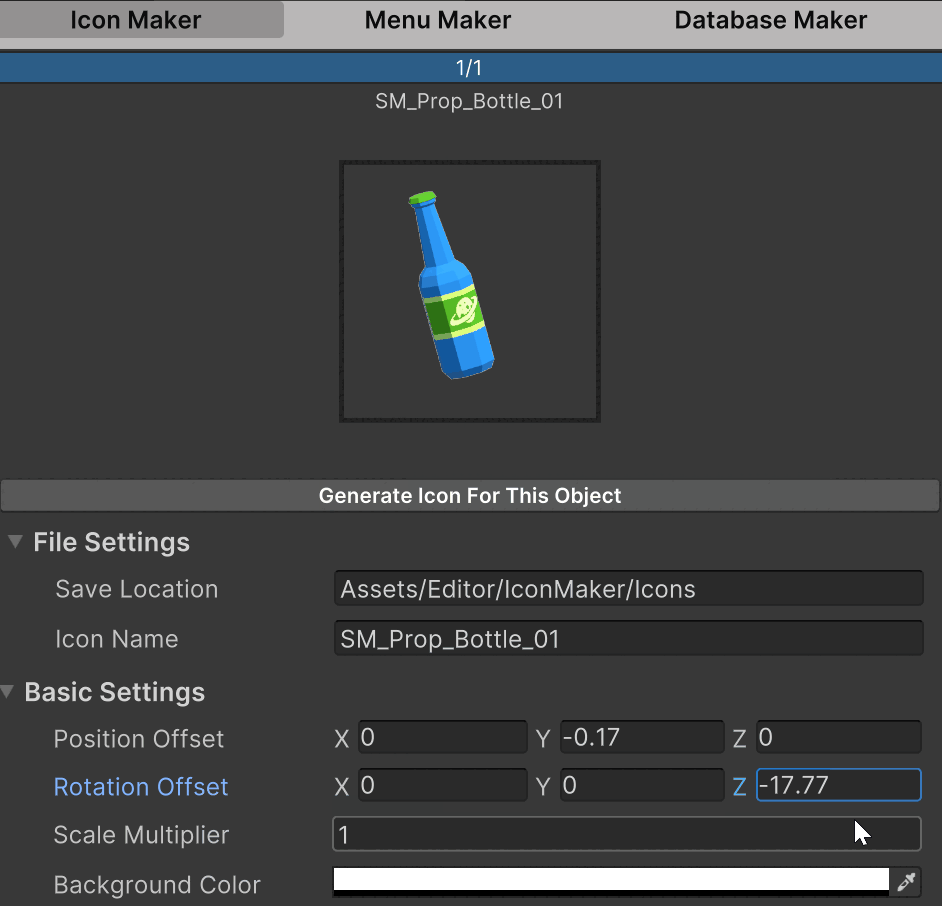 Icon Maker Menu Maker Database Maker
1/1
SM_Prop_Bottle_01
Generate Icon For This Object
File Settings
Save Location Assets/Editor/IconMaker/Icons
Icon Name SM_Prop_Bottle_01
Basic Settings
Position Offset X 0 Y -0.17 Z 0
Rotation Offset X 0 Y 0 Z -17.77
Scale Multiplier 1
Background Color